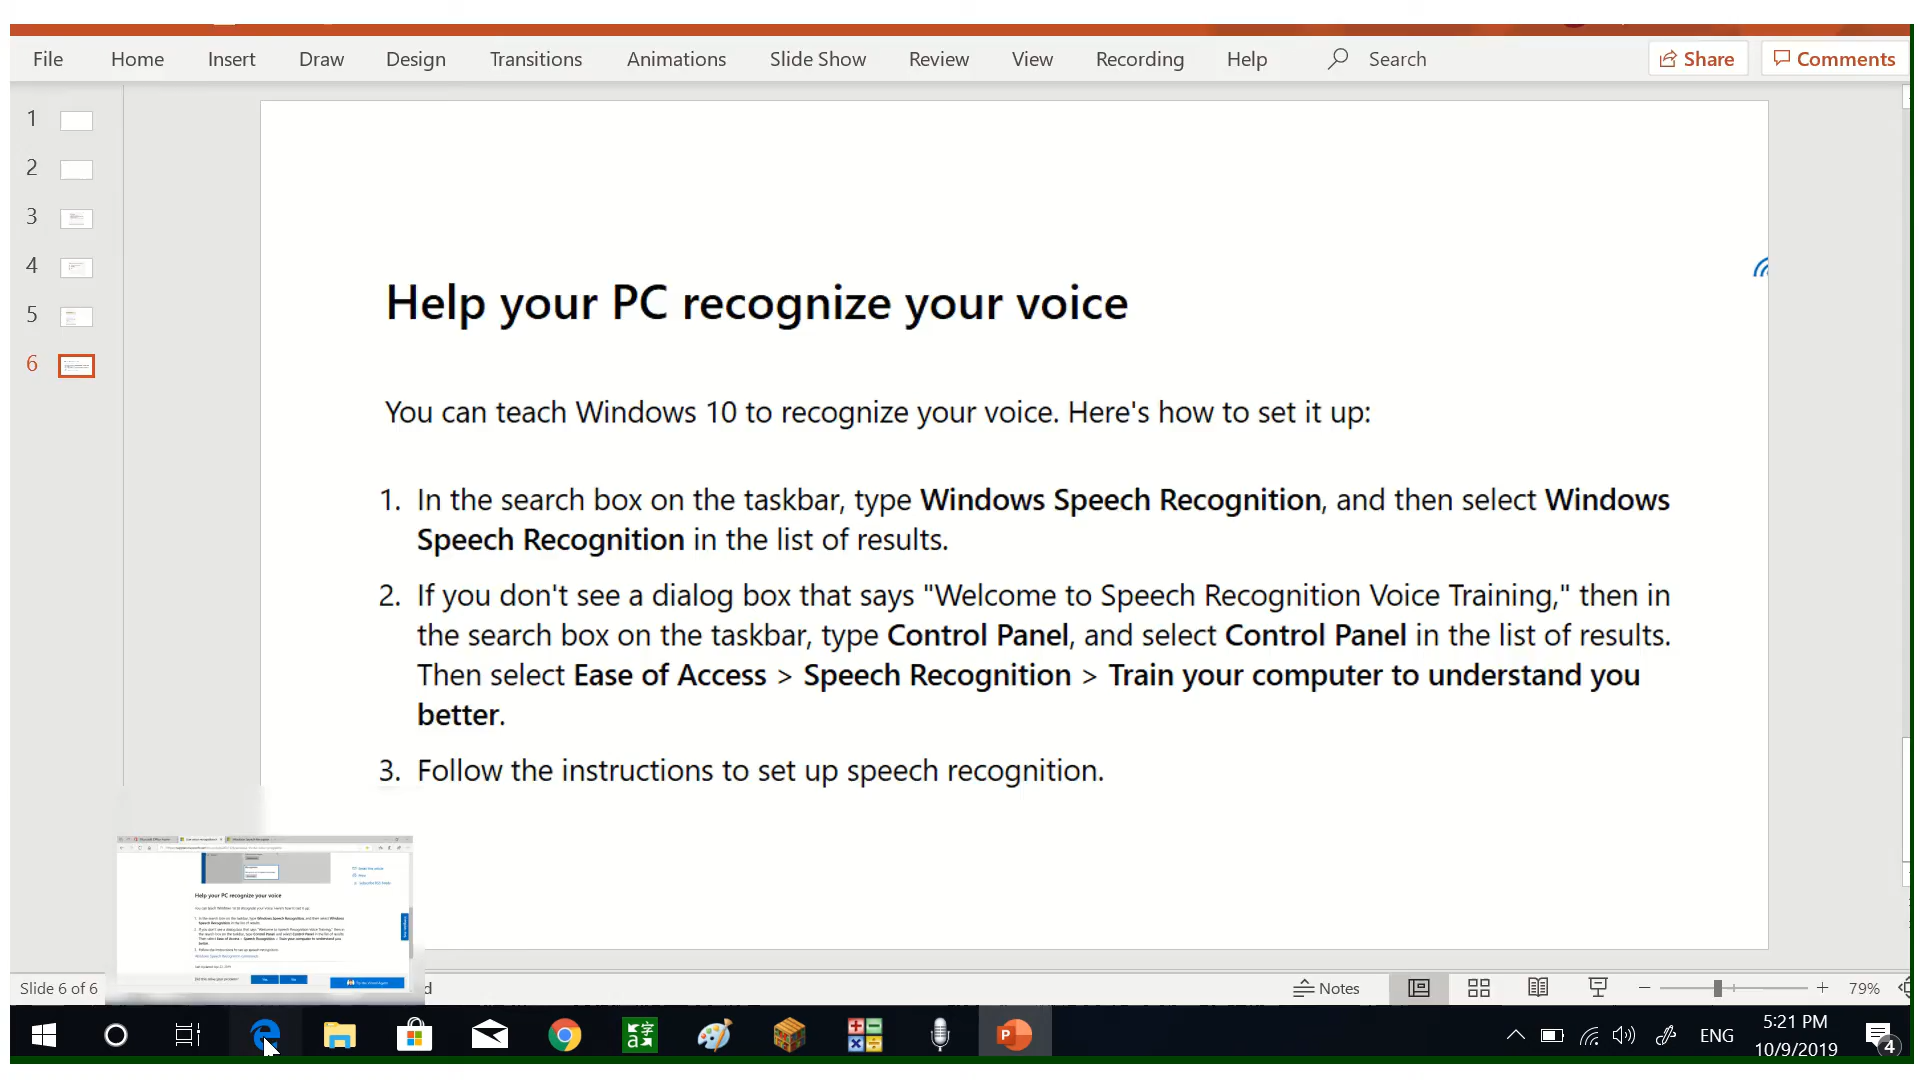 File Home Insert Draw Design Transitions Animations Slide Show Review View Recording Help Search Share Comments
1
2
3
4
5
6
Help your PC recognize your voice
You can teach Windows 10 to recognize your voice. Here's how to set it up:
1. In the search box on the taskbar, type Windows Speech Recognition, and then select Windows
Speech Recognition in the list of results.
2. If you don't see a dialog box that says "Welcome to Speech Recognition Voice Training," then in
the search box on the taskbar, type Control Panel, and select Control Panel in the list of results.
Then select Ease of Access > Speech Recognition > Train your computer to understand you
better.
3. Follow the instructions to set up speech recognition.
Help your PC recognize your voice
Slide 6 of 6 Notes 79%
ENG 5:21 PM
10/9/2019 4